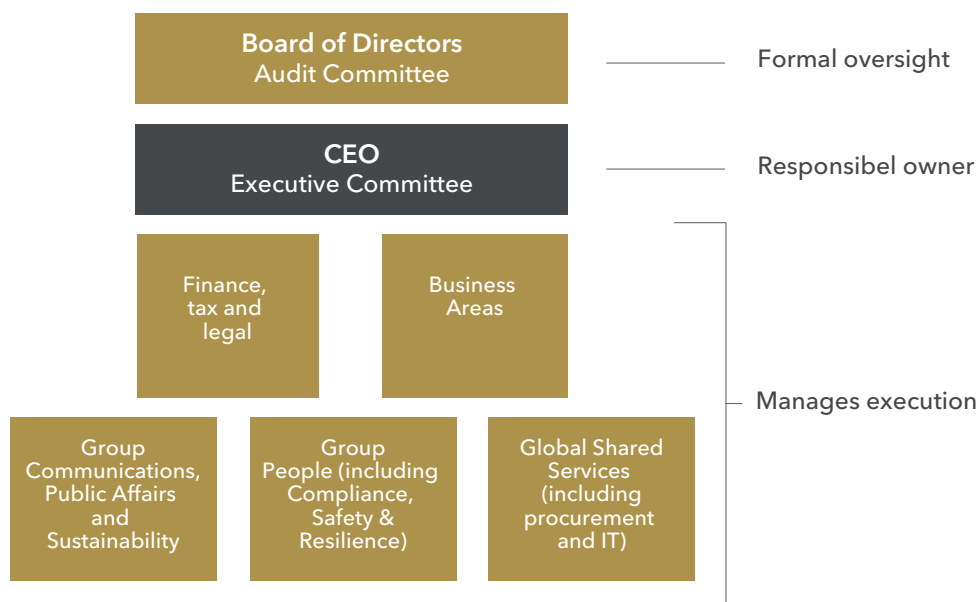 Board of Directors
Audit Committee
Formal oversight
CEO
Executive Committee
Responsibel owner
Finance,
tax and
legal
Business
Areas
Manages execution
Group
Communications,
Public Affairs
and
Sustainability
Group
People (including
Compliance,
Safety &
Resilience)
Global Shared
Services
(including
procurement
and IT)